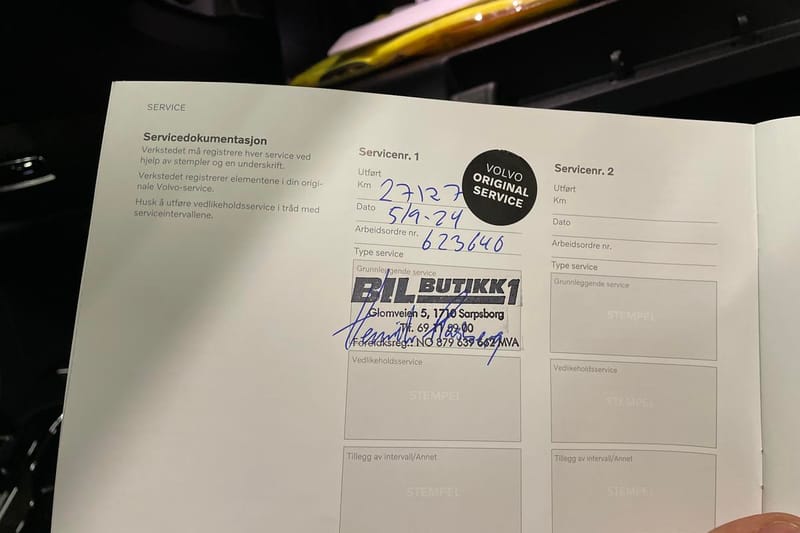 SERVICE
Servicedokumentasjon
Verkstedet må registrere hver service ved
hjelp av stempler og en underskrift.
Verkstedet registrerer elementene i din origi-
nale Volvo-service.
Husk å utføre vedlikeholdsservice i tråd med
serviceintervallene.
Servicenr. 1
Utført
Km 27127
Dato 5/9-24
Arbeidsordre nr. 623640
Type service
VOLVO
ORIGINAL
SERVICE
Grunnleggende service
BIL BUTIKK1
Glomveien 5, 1710 Sarpsborg
Tlf. 69 00
Foretaksreg.: NO 879 639 662 MVA
Vedlikeholdsservice
STEMPEL
Tillegg av intervall/Annet
STEMPEL
Servicenr. 2
Utført
Km
Dato
Arbeidsordre nr.
Type service
Grunnleggende service
STEMPEL
Vedlikeholdsservice
STEMPEL
Tillegg av intervall/Annet
STEMPEL